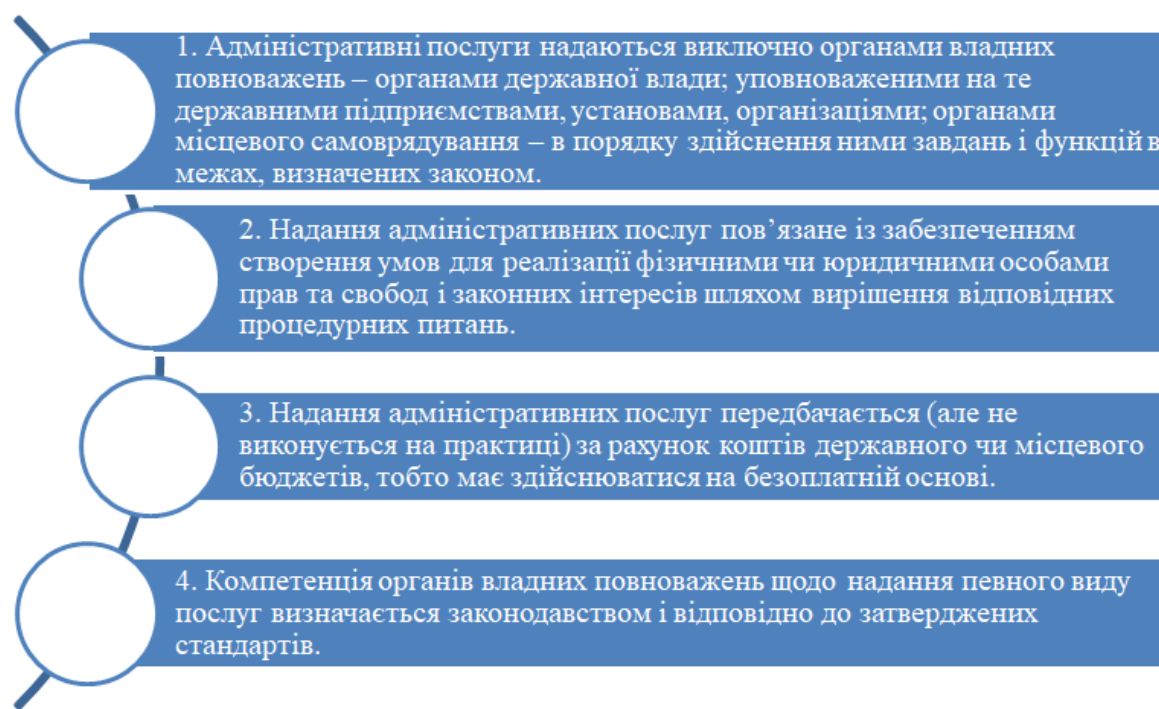 1. Адміністративні послуги надаються виключно органами владних
повноважень – органами державної влади; уповноваженими на те
державними підприємствами, установами, організаціями; органами
місцевого самоврядування – в порядку здійснення ними завдань і функцій в
межах, визначених законом.
2. Надання адміністративних послуг пов’язане із забезпеченням
створення умов для реалізації фізичними чи юридичними особами
прав та свобод і законних інтересів шляхом вирішення відповідних
процедурних питань.
3. Надання адміністративних послуг передбачається (але не
виконується на практиці) за рахунок коштів державного чи місцевого
бюджетів, тобто має здійснюватися на безоплатній основі.
4. Компетенція органів владних повноважень щодо надання певного виду
послуг визначається законодавством і відповідно до затверджених
стандартів.